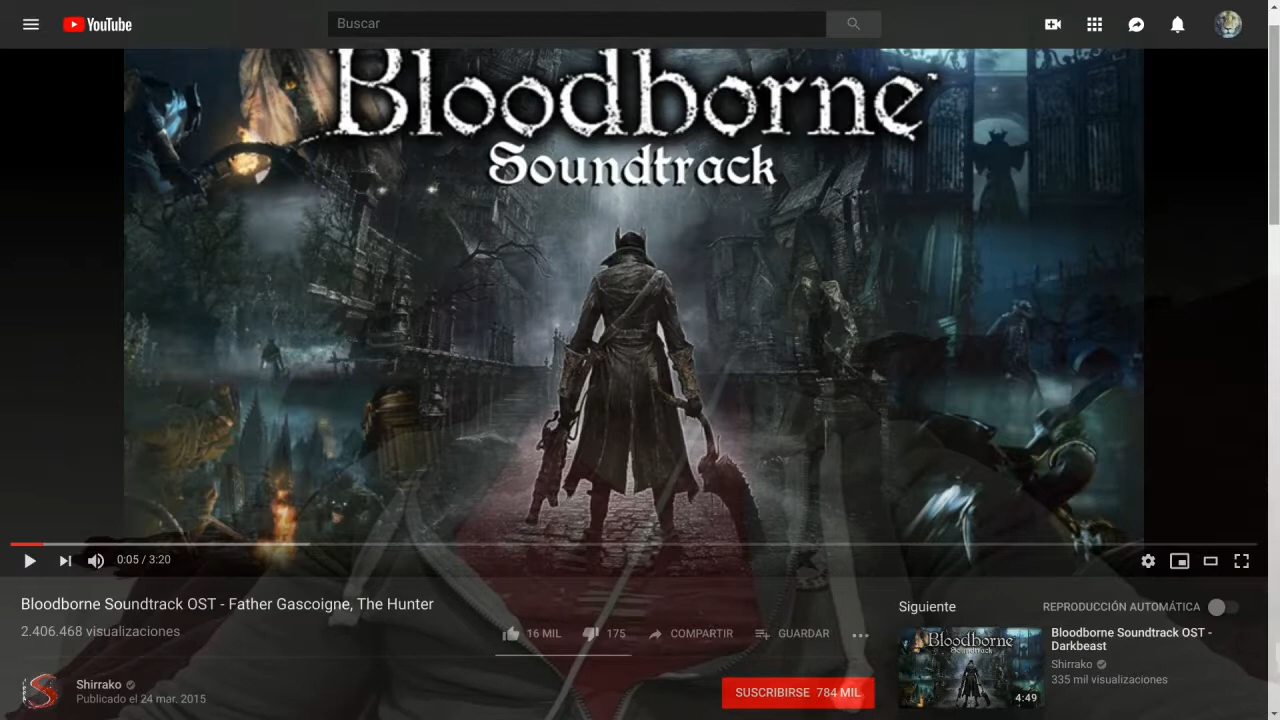 YouTube
Buscar
Bloodborne
Soundtrack
0:05 / 3:20
Bloodborne Soundtrack OST - Father Gascoigne, The Hunter
2.406.468 visualizaciones
16 MIL
175
COMPARTIR
GUARDAR
Shirrako
Publicado el 24 mar. 2015
SUSCRIBIRSE 784 MIL
Siguiente
REPRODUCCIÓN AUTOMÁTICA
Bloodborne
Soundtrack
4:49
Bloodborne Soundtrack OST -
Darkbeast
Shirrako
335 mil visualizaciones